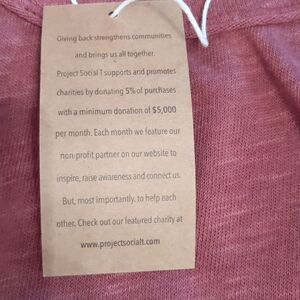 Giving back strengthens communities
and brings us all together.
Project Social T supports and promotes
charities by donating 5% of purchases
with a minimum donation of $5,000
per month. Each month we feature our
non-profit partner on our website to
inspire, raise awareness and connect us.
But, most importantly, to help each
other. Check out our featured charity at
www.projectsocialt.com